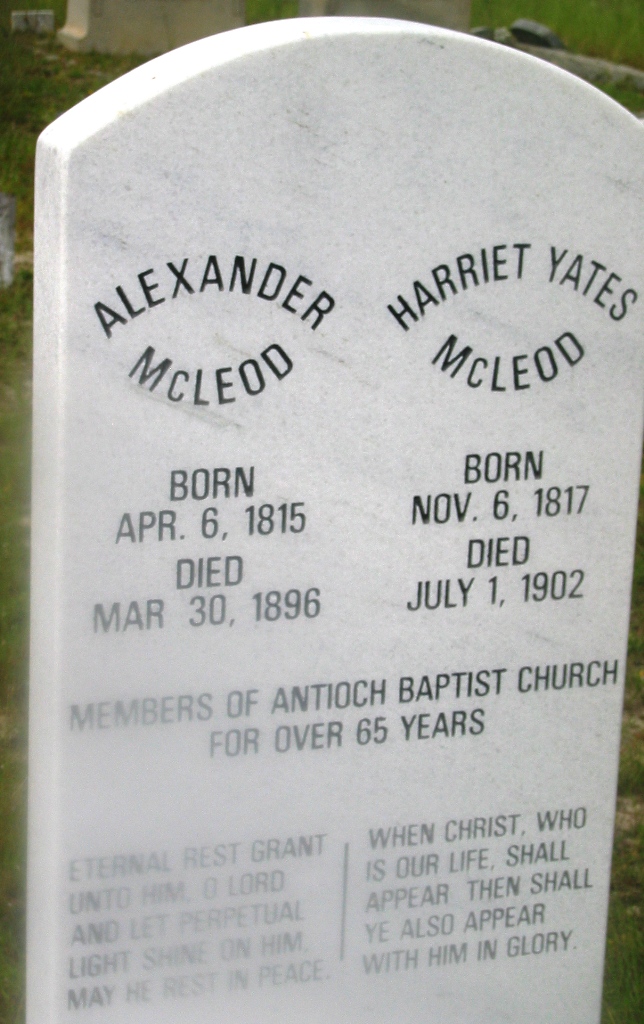 ALEXANDER
McLEOD
BORN
APR. 6, 1815
DIED
MAR 30, 1896
HARRIET YATES
McLEOD
BORN
NOV. 6, 1817
DIED
JULY 1, 1902
MEMBERS OF ANTIOCH BAPTIST CHURCH
FOR OVER 65 YEARS
ETERNAL REST GRANT
UNTO HIM, O LORD
AND LET PERPETUAL
LIGHT SHINE ON HIM.
MAY HE REST IN PEACE.
WHEN CHRIST, WHO
IS OUR LIFE, SHALL
APPEAR THEN SHALL
YE ALSO APPEAR
WITH HIM IN GLORY.